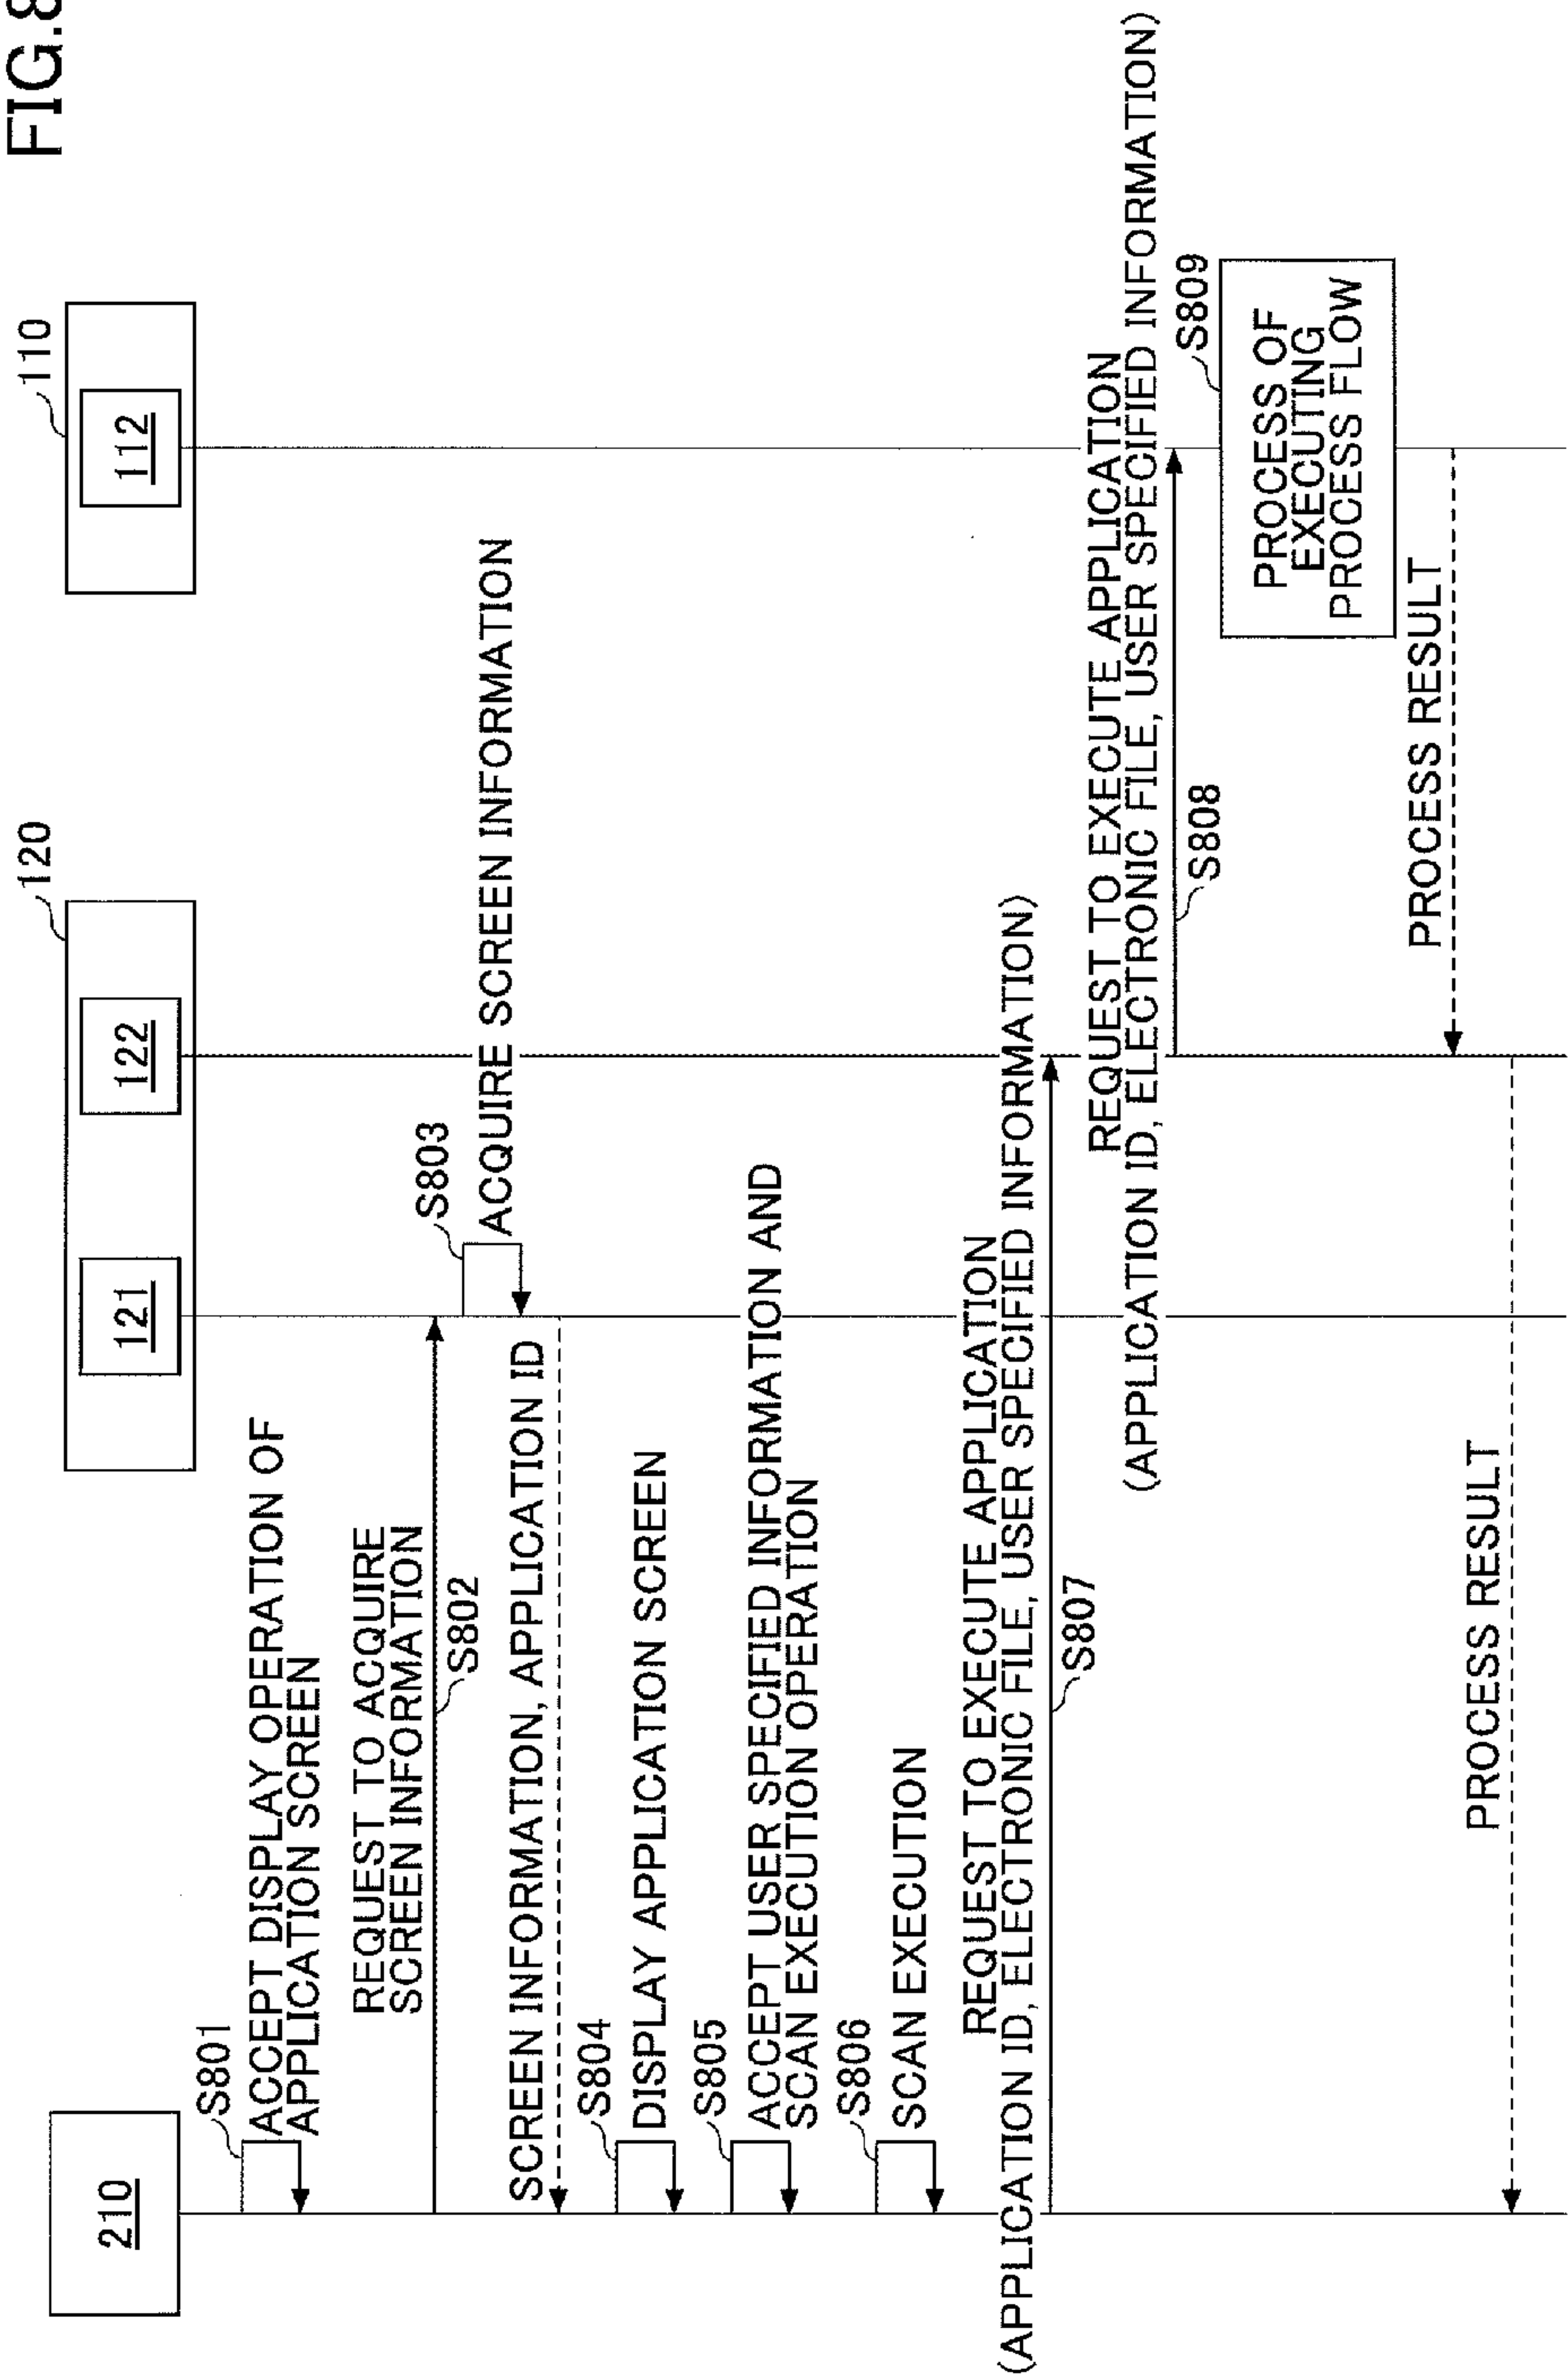 FIG.8
210
120
121
122
110
112
S801
ACCEPT DISPLAY OPERATION OF
APPLICATION SCREEN
REQUEST TO ACQUIRE
SCREEN INFORMATION
S802
S803
ACQUIRE SCREEN INFORMATION
SCREEN INFORMATION, APPLICATION ID
S804
DISPLAY APPLICATION SCREEN
S805
ACCEPT USER SPECIFIED INFORMATION AND
SCAN EXECUTION OPERATION
S806
SCAN EXECUTION
REQUEST TO EXECUTE APPLICATION
(APPLICATION ID, ELECTRONIC FILE, USER SPECIFIED INFORMATION)
S807
REQUEST TO EXECUTE APPLICATION
(APPLICATION ID, ELECTRONIC FILE, USER SPECIFIED INFORMATION)
S808
S809
PROCESS OF
EXECUTING
PROCESS FLOW
PROCESS RESULT
PROCESS RESULT